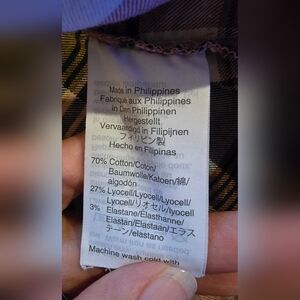 Made in Philippines
Fabriqué aux Philippines
in Den Philippinen
Hergestellt
Vervaardigd in Filipijnen
フィリピン製
Hecho en Filipinas
70% Cotton/Coton/
Baumwolle/Katoen/綿/
algodón
27% Lyocell/Lyocell/Lyocell/
Lyocell/リオセル/lyocell
3% Elastane/Elasthanne/
Elastan/Elastaan/エラス
テーン/elastano
Machine wash cold with